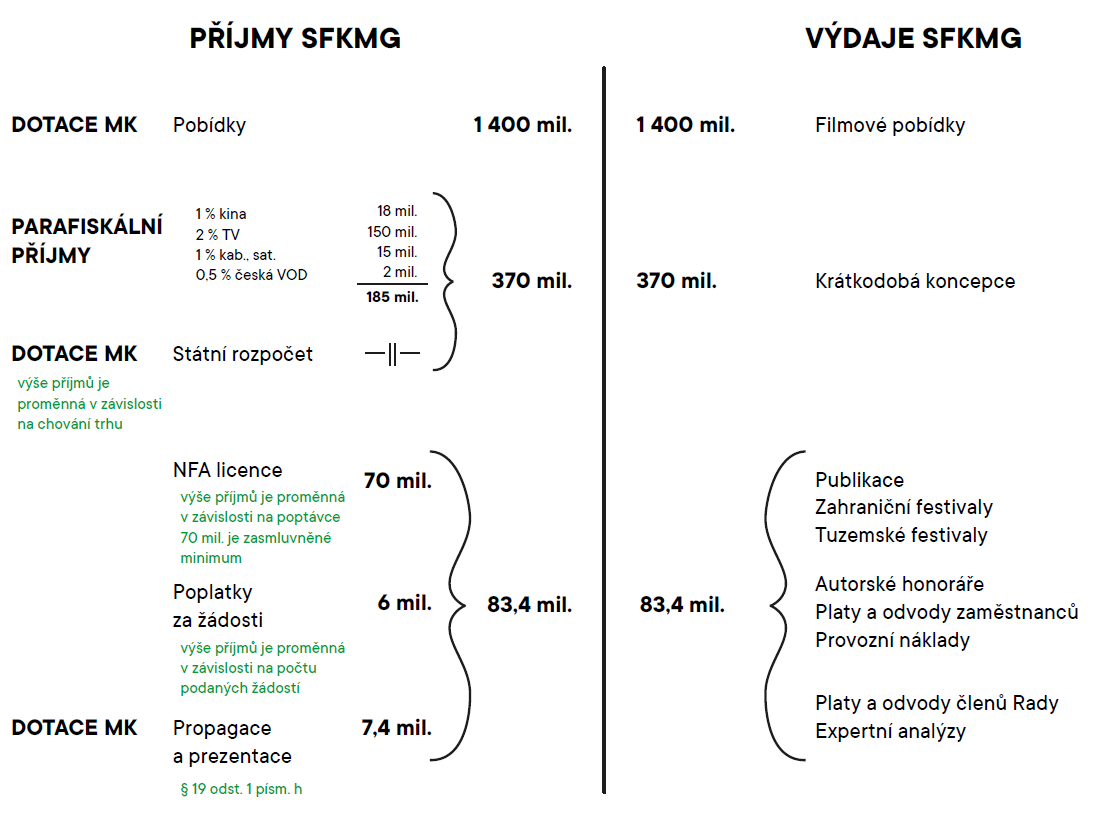 PŘÍJMY SFKMG
VÝDAJE SFKMG
DOTACE MK Pobídky 1 400 mil. 1 400 mil. Filmové pobídky
PARAFISKÁLNÍ
PŘÍJMY
1 % kina 18 mil.
2 % TV 150 mil.
1 % kab., sat. 15 mil.
0,5 % česká VOD 2 mil.
185 mil.
370 mil. 370 mil. Krátkodobá koncepce
DOTACE MK Státní rozpočet —||—
výše příjmů je
proměnná v závislosti
na chování trhu
NFA licence 70 mil.
výše příjmů je proměnná
v závislosti na poptávce
70 mil. je zasmluvněné
minimum
Poplatky
za žádosti
6 mil.
výše příjmů je proměnná
v závislosti na počtu
podaných žádostí
DOTACE MK Propagace
a prezentace
7,4 mil.
§ 19 odst. 1 písm. h
83,4 mil. 83,4 mil.
Publikace
Zahraniční festivaly
Tuzemské festivaly
Autorské honoráře
Platy a odvody zaměstnanců
Provozní náklady
Platy a odvody členů Rady
Expertní analýzy